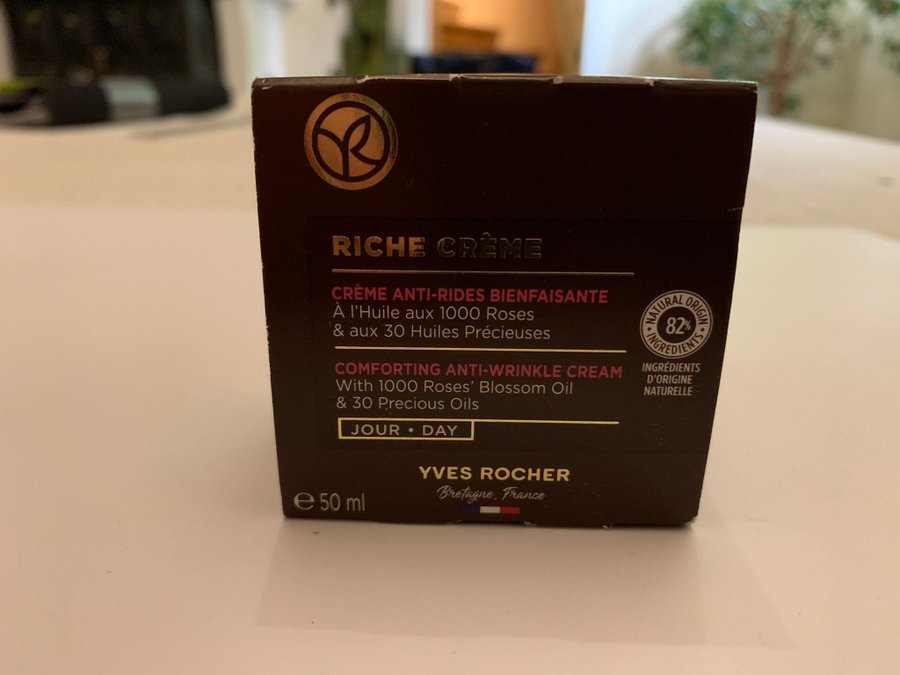 RICHE CRÈME
CRÈME ANTI-RIDES BIENFAISANTE
À l'Huile aux 1000 Roses
& aux 30 Huiles Précieuses
COMFORTING ANTI-WRINKLE CREAM
With 1000 Roses' Blossom Oil
& 30 Precious Oils
JOUR • DAY
NATURAL ORIGIN
82%
INGREDIENTS
INGRÉDIENTS
D'ORIGINE
NATURELLE
YVES ROCHER
Bretagne, France
e 50 ml